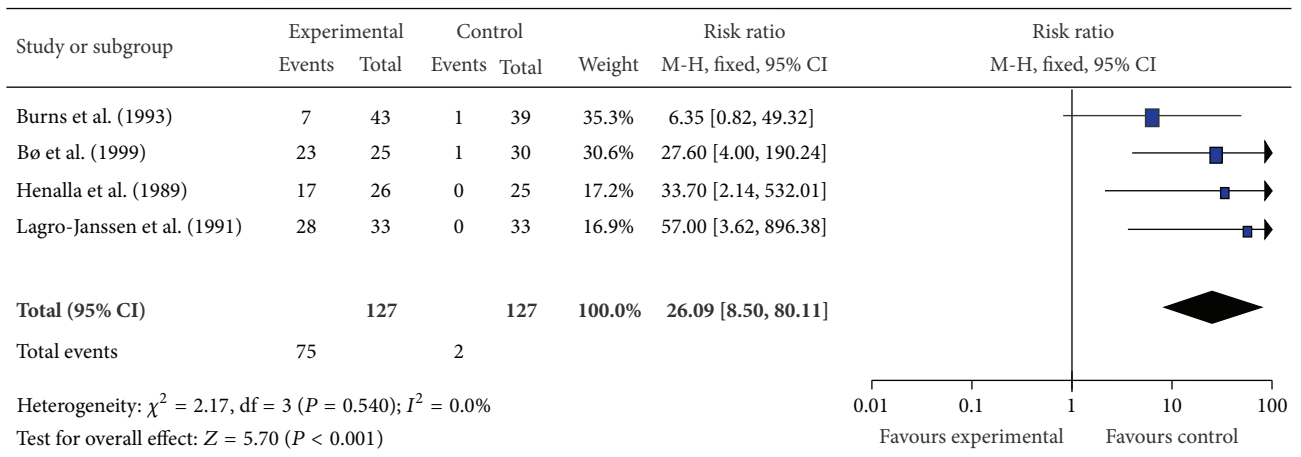 Study or subgroup Experimental Control Weight Risk ratio Risk ratio
Events Total Events Total M-H, fixed, 95% CI M-H, fixed, 95% CI
Burns et al. (1993) 7 43 1 39 35.3% 6.35 [0.82, 49.32]
Bø et al. (1999) 23 25 1 30 30.6% 27.60 [4.00, 190.24]
Henalla et al. (1989) 17 26 0 25 17.2% 33.70 [2.14, 532.01]
Lagro-Janssen et al. (1991) 28 33 0 33 16.9% 57.00 [3.62, 896.38]
Total (95% CI) 127 127 100.0% 26.09 [8.50, 80.11]
Total events 75 2
Heterogeneity: χ² = 2.17, df = 3 (P = 0.540); I² = 0.0%
Test for overall effect: Z = 5.70 (P < 0.001)
0.01 0.1 1 10 100
Favours experimental Favours control